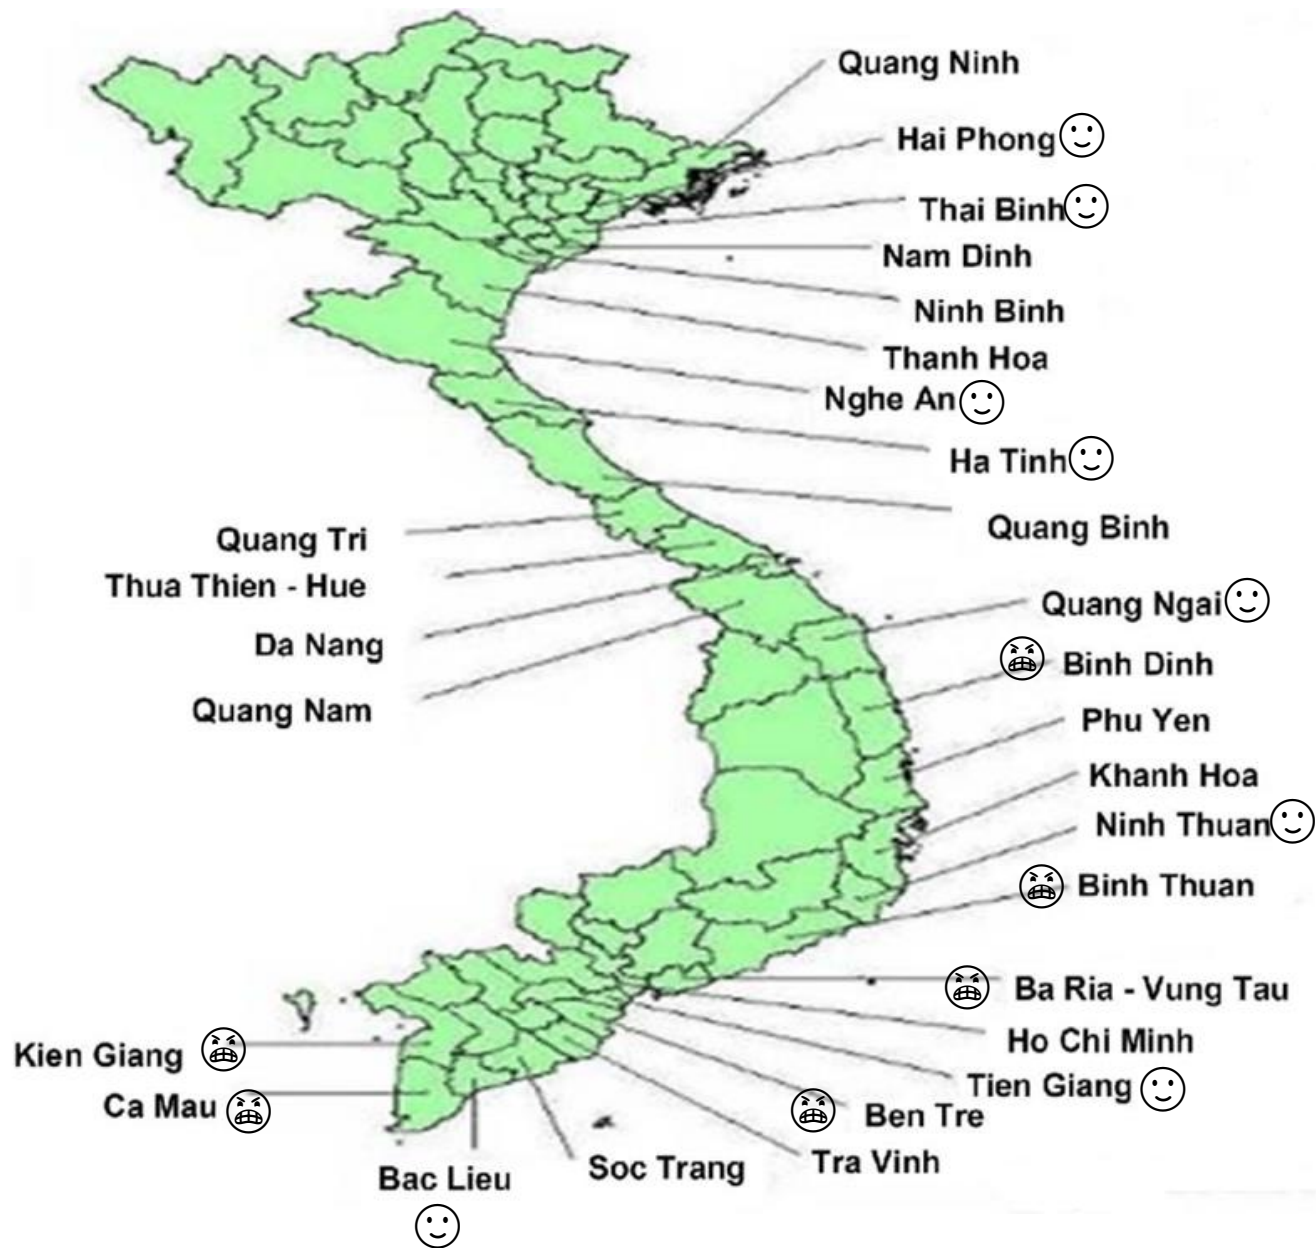 Quang Ninh
Hai Phong
Thai Binh
Nam Dinh
Ninh Binh
Thanh Hoa
Nghe An
Ha Tinh
Quang Binh
Quang Tri
Thua Thien - Hue
Da Nang
Quang Nam
Quang Ngai
Binh Dinh
Phu Yen
Khanh Hoa
Ninh Thuan
Binh Thuan
Ba Ria - Vung Tau
Ho Chi Minh
Tien Giang
Ben Tre
Tra Vinh
Soc Trang
Bac Lieu
Ca Mau
Kien Giang